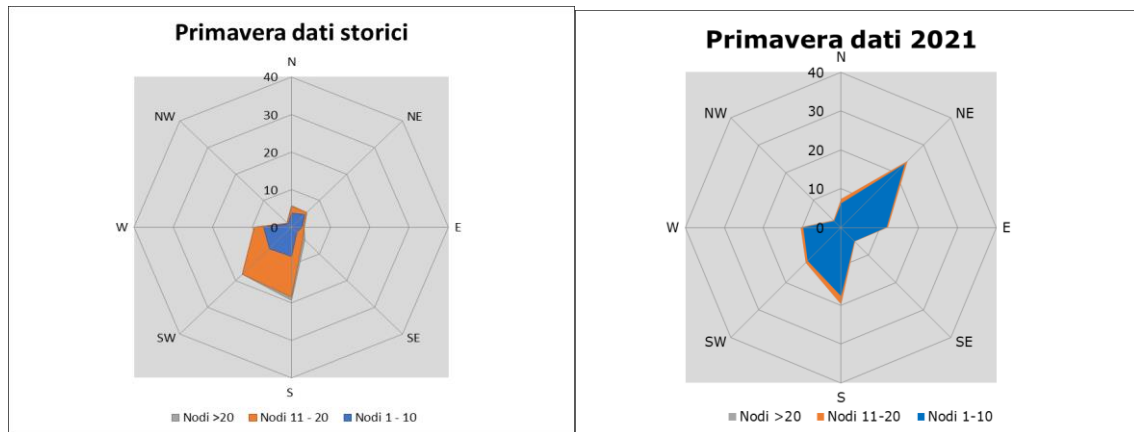 Primavera dati storici
N
40
NW
30
NE
20
10
W
0
E
SW
SE
S
Nodi >20 Nodi 11 - 20 Nodi 1 - 10
Primavera dati 2021
N
40
NW
30
NE
20
10
W
0
E
SW
SE
S
Nodi >20 Nodi 11-20 Nodi 1-10